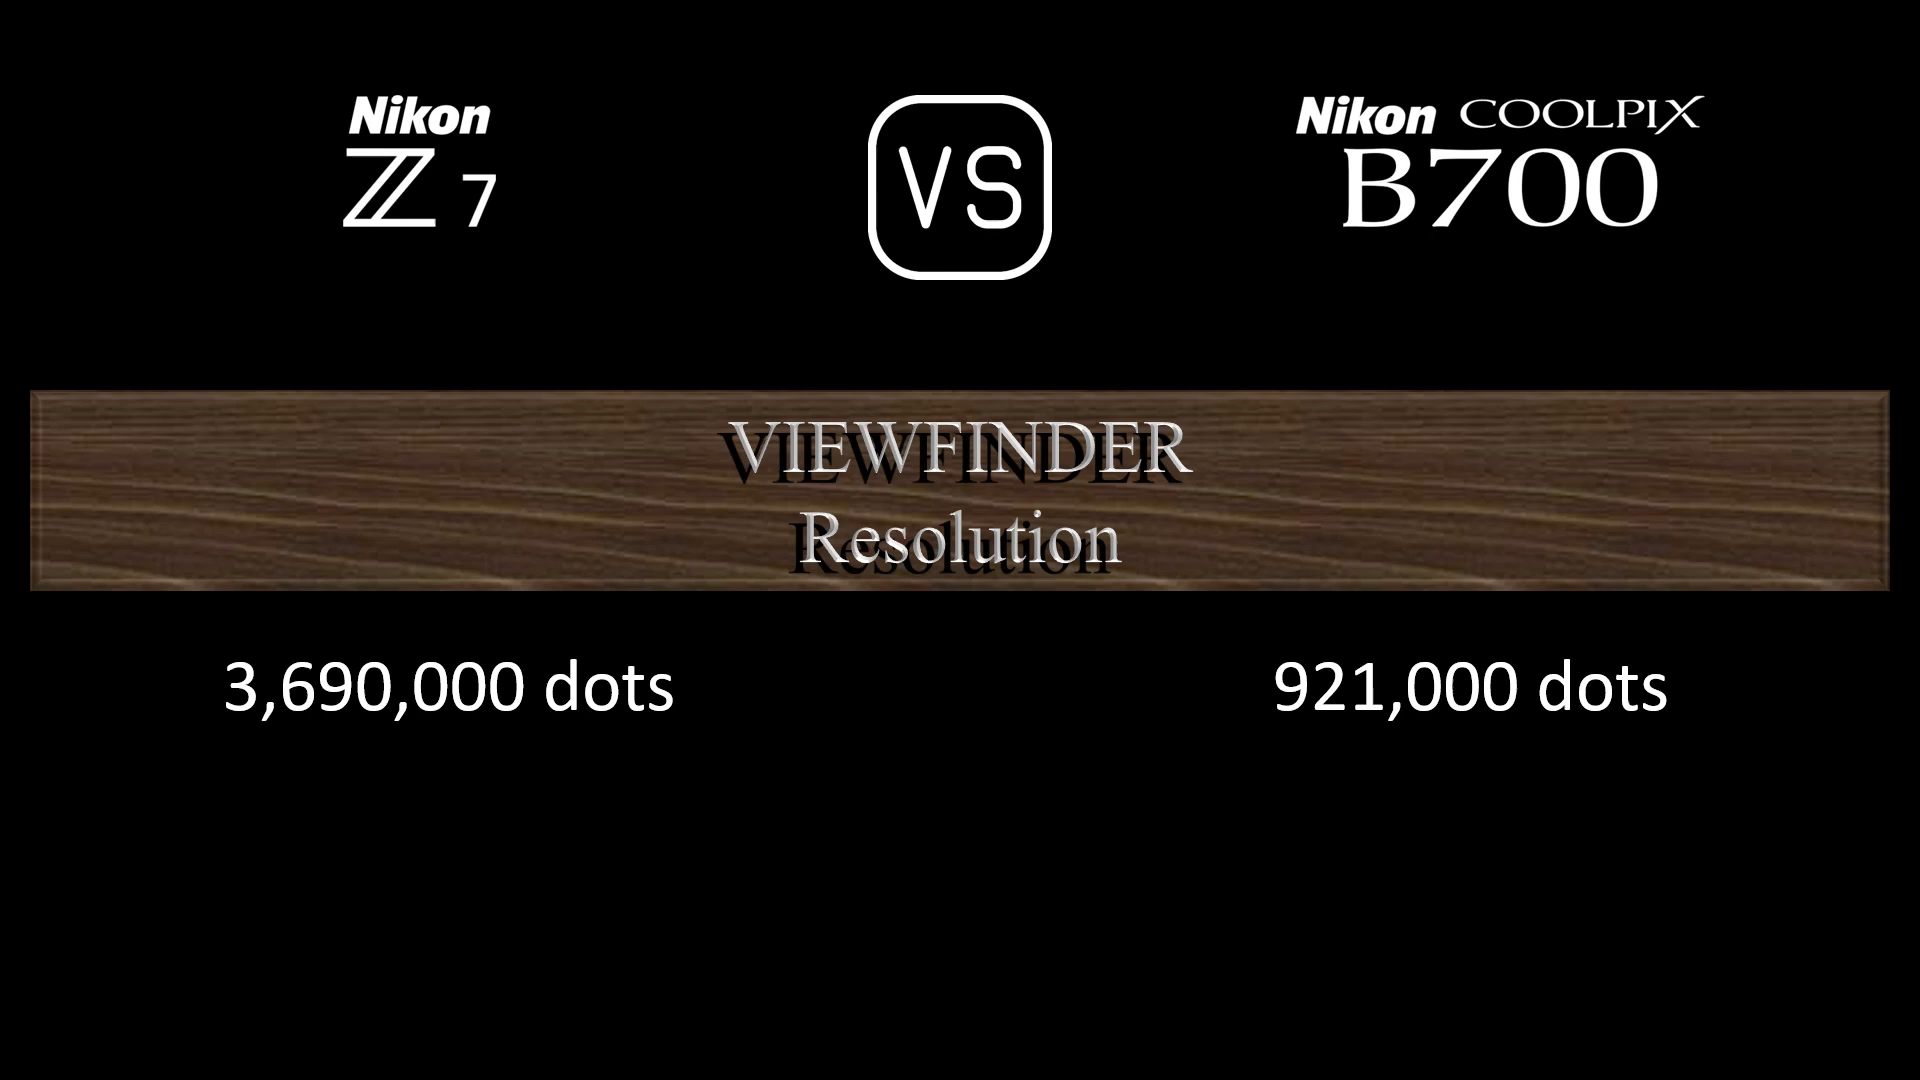 Nikon
Z 7
VS
Nikon COOLPIX
B700
VIEWFINDER
Resolution
3,690,000 dots
921,000 dots